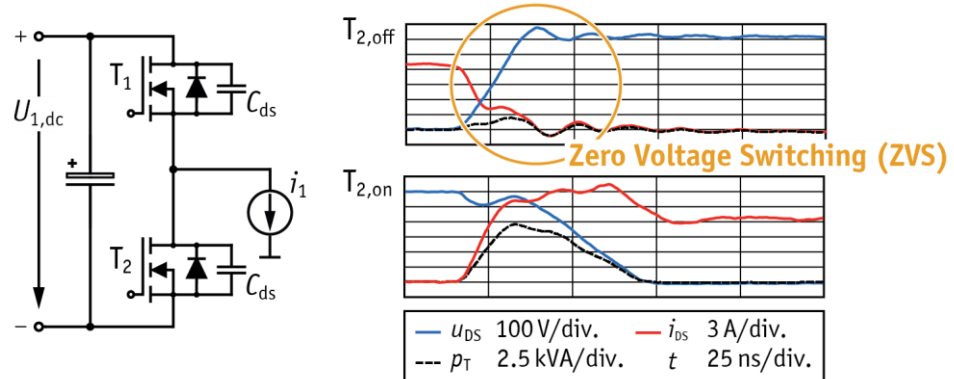 +
T1
Cds
U1,dc
+
i1
T2
Cds
−
T2,off
Zero Voltage Switching (ZVS)
T2,on
uDS 100 V/div.
iDS 3 A/div.
pT 2.5 kVA/div.
t 25 ns/div.